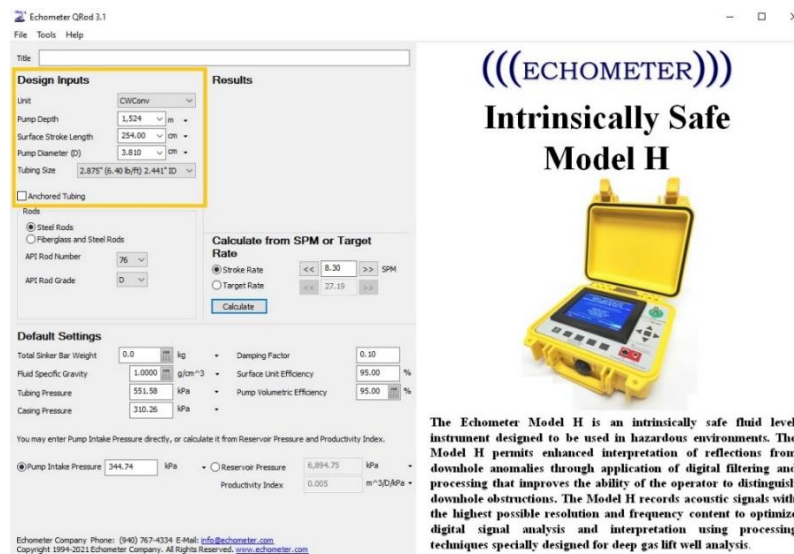 Echometer QRod 3.1
File Tools Help
Title
Design Inputs
Unit CWConv
Pump Depth 1,524 m
Surface Stroke Length 254.00 cm
Pump Diameter (D) 3.810 cm
Tubing Size 2.875" (6.40 lb/ft) 2.441" ID
Anchored Tubing
Rods
Steel Rods
Fiberglass and Steel Rods
API Rod Number 76
API Rod Grade D
Results
Calculate from SPM or Target
Rate
Stroke Rate << 8.30 >> SPM
Target Rate << 27.19 >>
Calculate
Default Settings
Total Sinker Bar Weight 0.0 kg
Fluid Specific Gravity 1.0000 g/cm^3
Tubing Pressure 551.58 kPa
Casing Pressure 310.26 kPa
Damping Factor 0.10
Surface Unit Efficiency 95.00 %
Pump Volumetric Efficiency 95.00 %
You may enter Pump Intake Pressure directly, or calculate it from Reservoir Pressure and Productivity Index.
Pump Intake Pressure 344.74 kPa
Reservoir Pressure 6,894.75 kPa
Productivity Index 0.005 m^3/D/kPa
Echometer Company Phone: (940) 767-4334 E-Mail: info@echometer.com
Copyright 1994-2021 Echometer Company. All Rights Reserved. www.echometer.com
(((ECHOMETER)))
Intrinsically Safe
Model H
The Echometer Model H is an intrinsically safe fluid level
instrument designed to be used in hazardous environments. The
Model H permits enhanced interpretation of reflections from
downhole anomalies through application of digital filtering and
processing that improves the ability of the operator to distinguish
downhole obstructions. The Model H records acoustic signals with
the highest possible resolution and frequency content to optimize
digital signal analysis and interpretation using processing
techniques specially designed for deep gas lift well analysis.